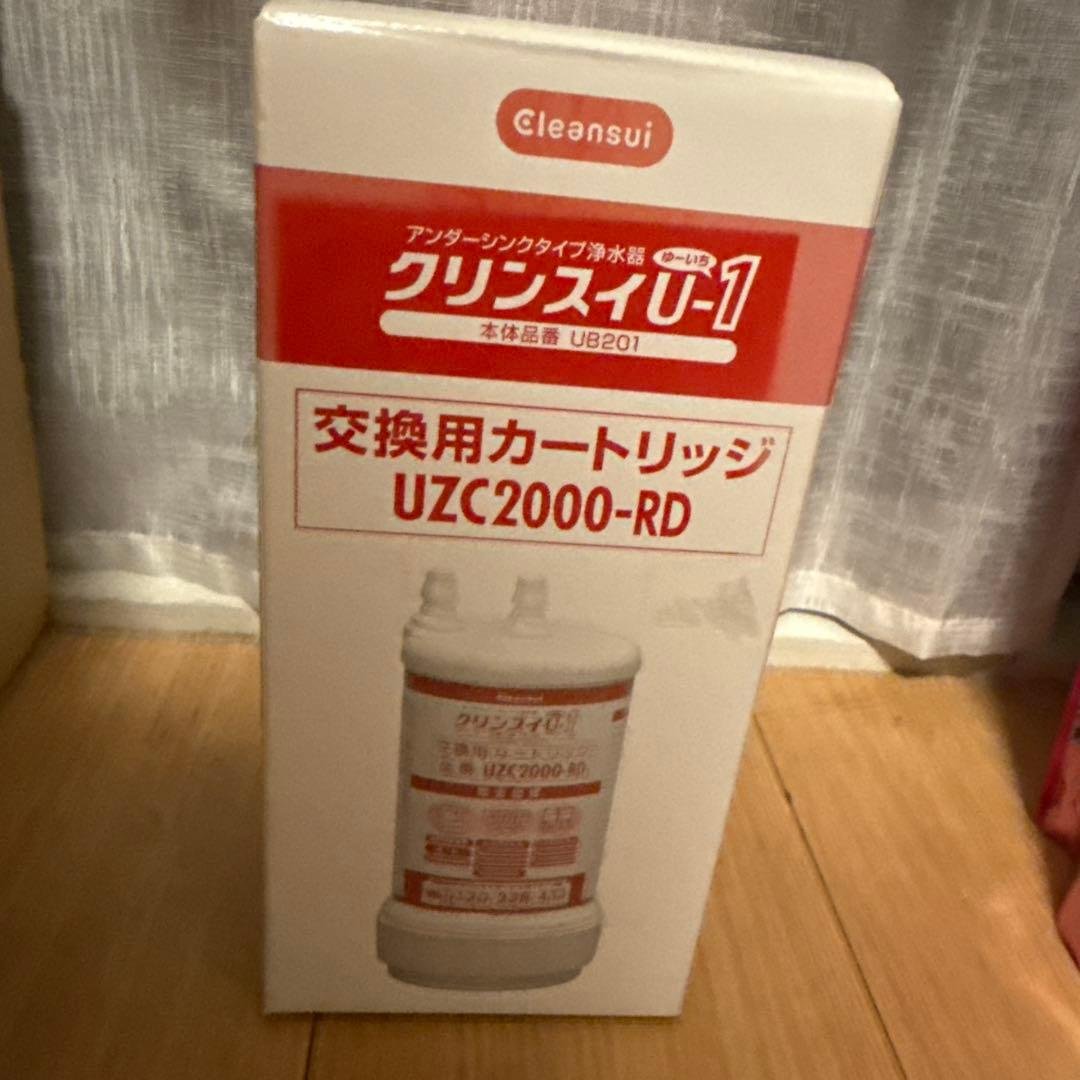 Cleansui
アンダーシンクタイプ浄水器
クリンスイU-1
ゆーいち
本体品番 UB201
交換用カートリッジ
UZC2000-RD
Cleansui
クリンスイU-1
交換用カートリッジ
品番 UZC2000-RD